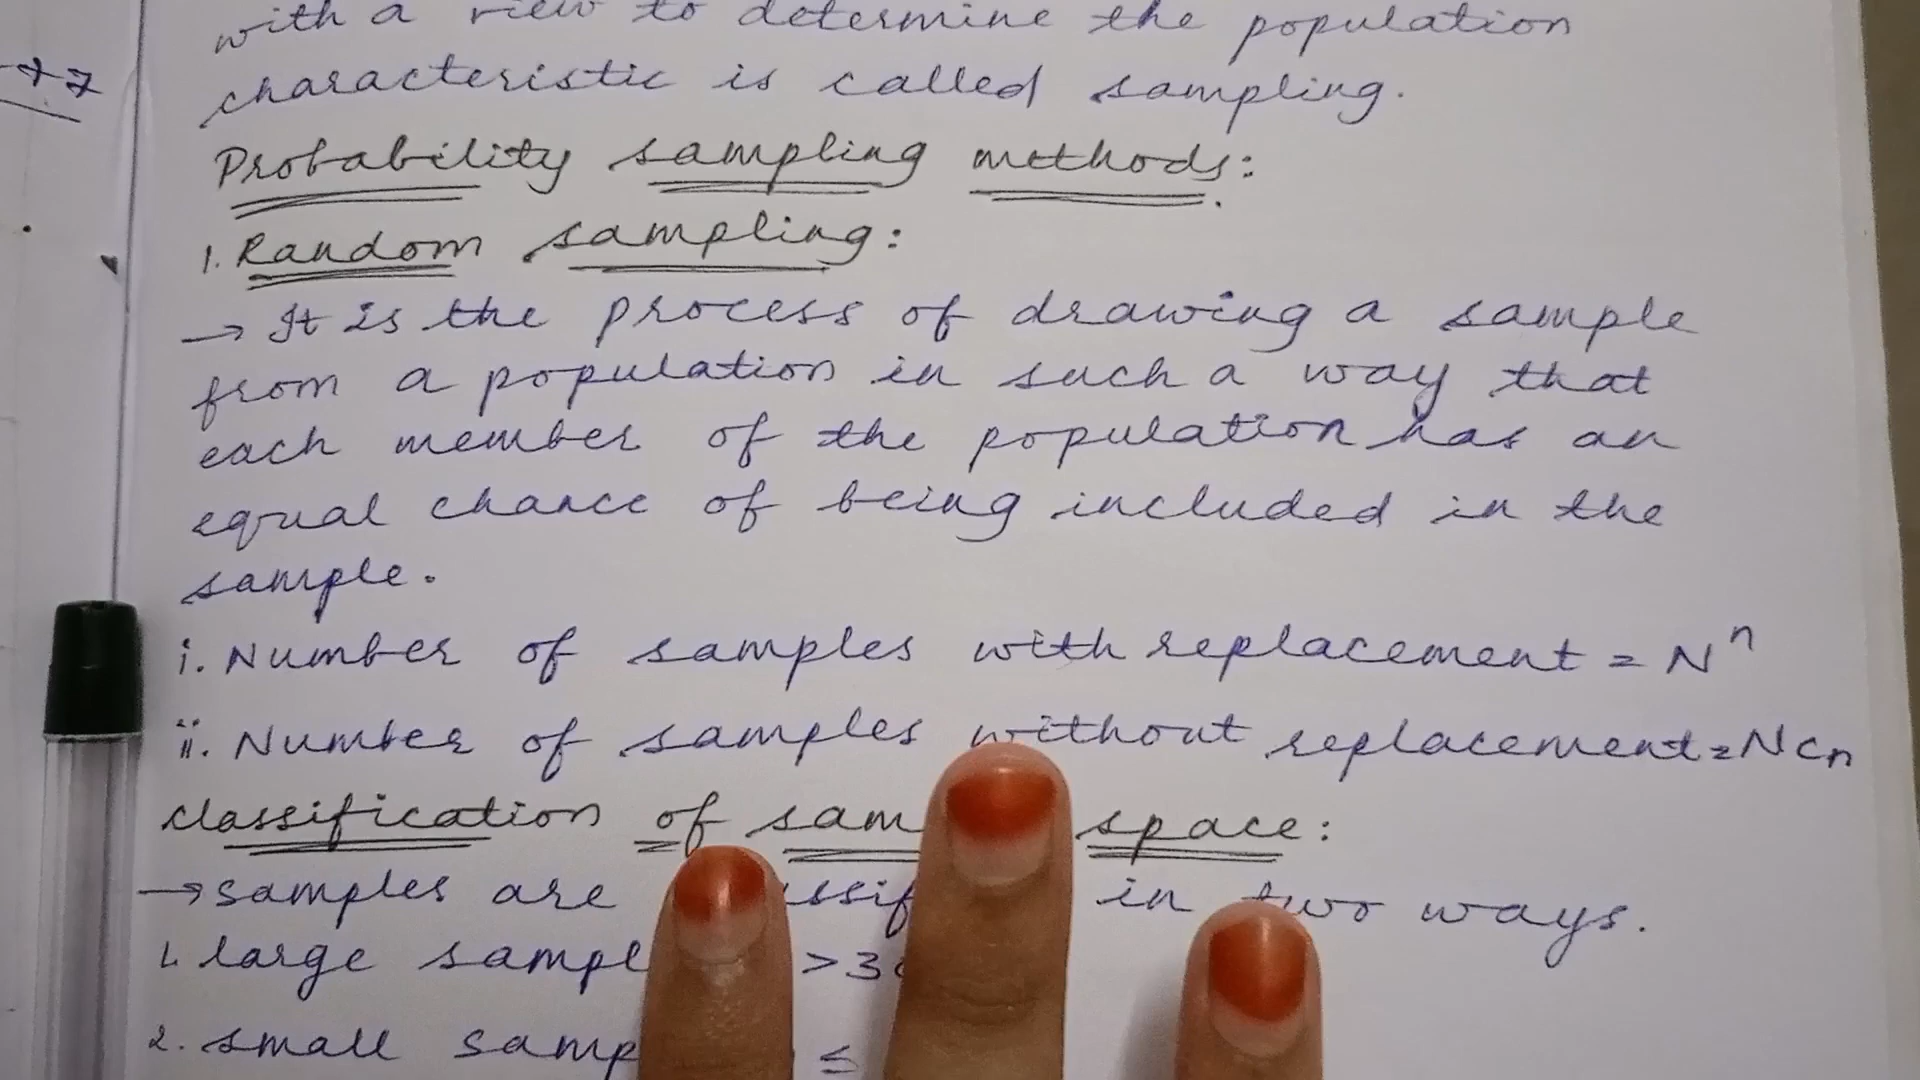 with a view to determine the population
characteristic is called sampling.
Probability sampling methods:
1. Random sampling:
→ It is the process of drawing a sample
from a population in such a way that
each member of the population has an
equal chance of being included in the
sample.
i. Number of samples with replacement = N^n
ii. Number of samples without replacement = Ncn
classification of sam space:
→ samples are in two ways.
1. large sampl > 3
2. small samp ≤